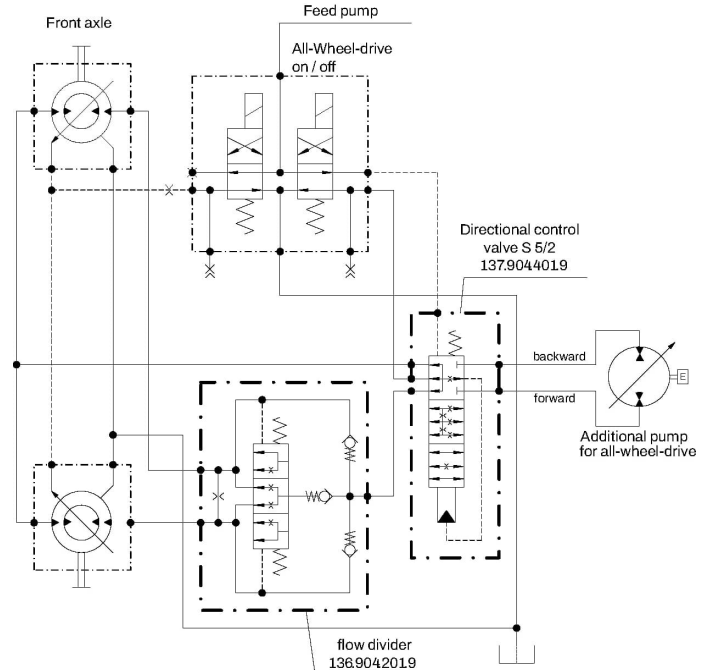 Feed pump
Front axle
All-Wheel-drive
on / off
Directional control
valve S 5/2
137.9044019
backward
E
forward
Additional pump
for all-wheel-drive
flow divider
136.9042019